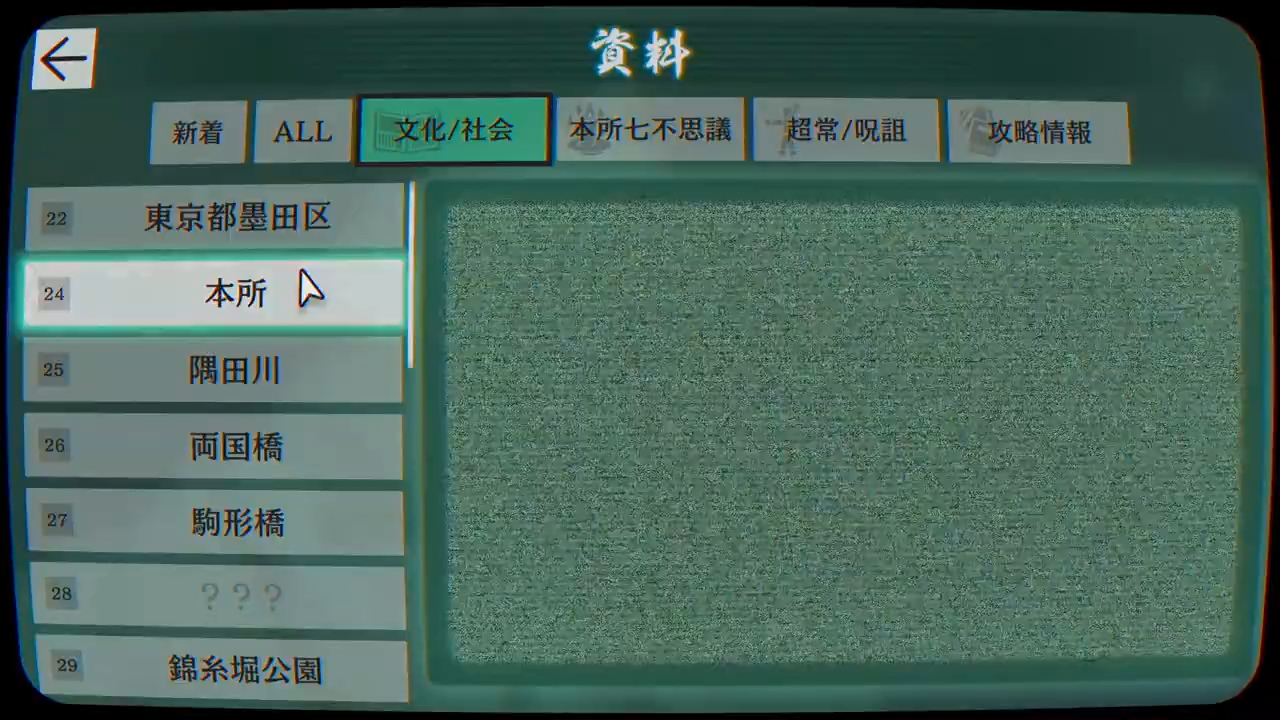 資料
新着
ALL
文化/社会
本所七不思議
超常/呪詛
攻略情報
22 東京都墨田区
24 本所
25 隅田川
26 両国橋
27 駒形橋
28 ？？？
29 錦糸堀公園